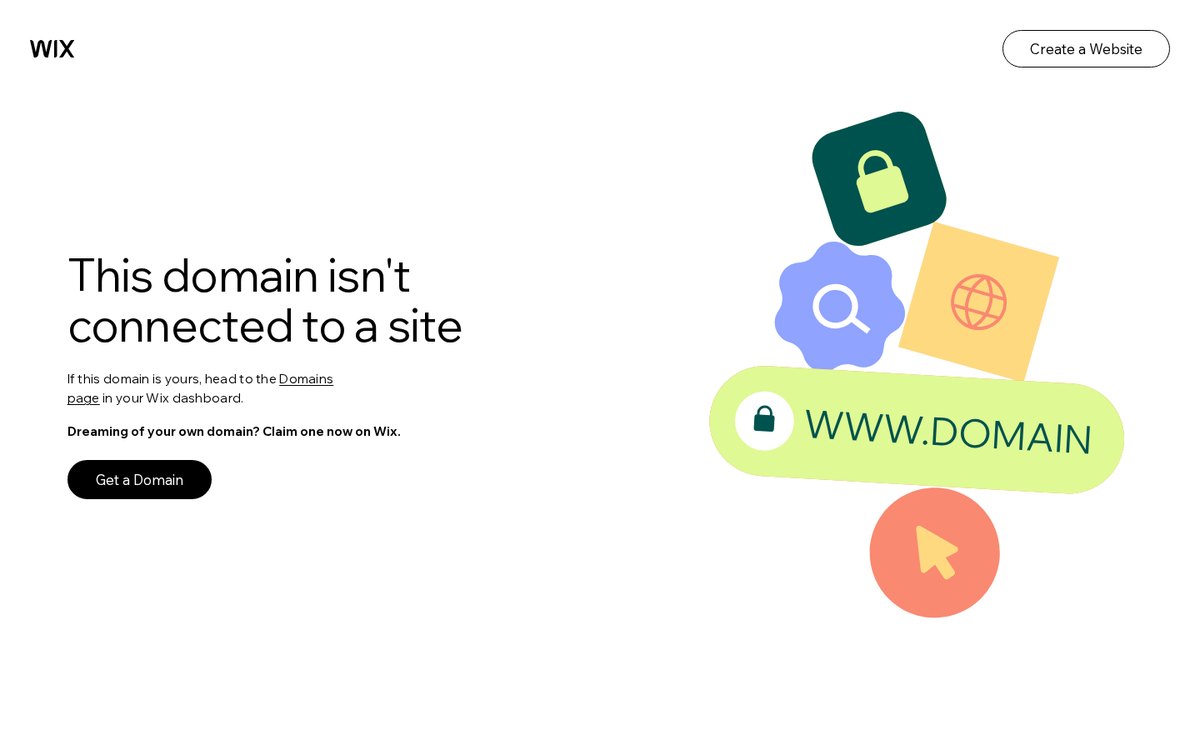 WIX
Create a Website
This domain isn't
connected to a site
If this domain is yours, head to the Domains
page in your Wix dashboard.
Dreaming of your own domain? Claim one now on Wix.
Get a Domain
WWW.DOMAIN